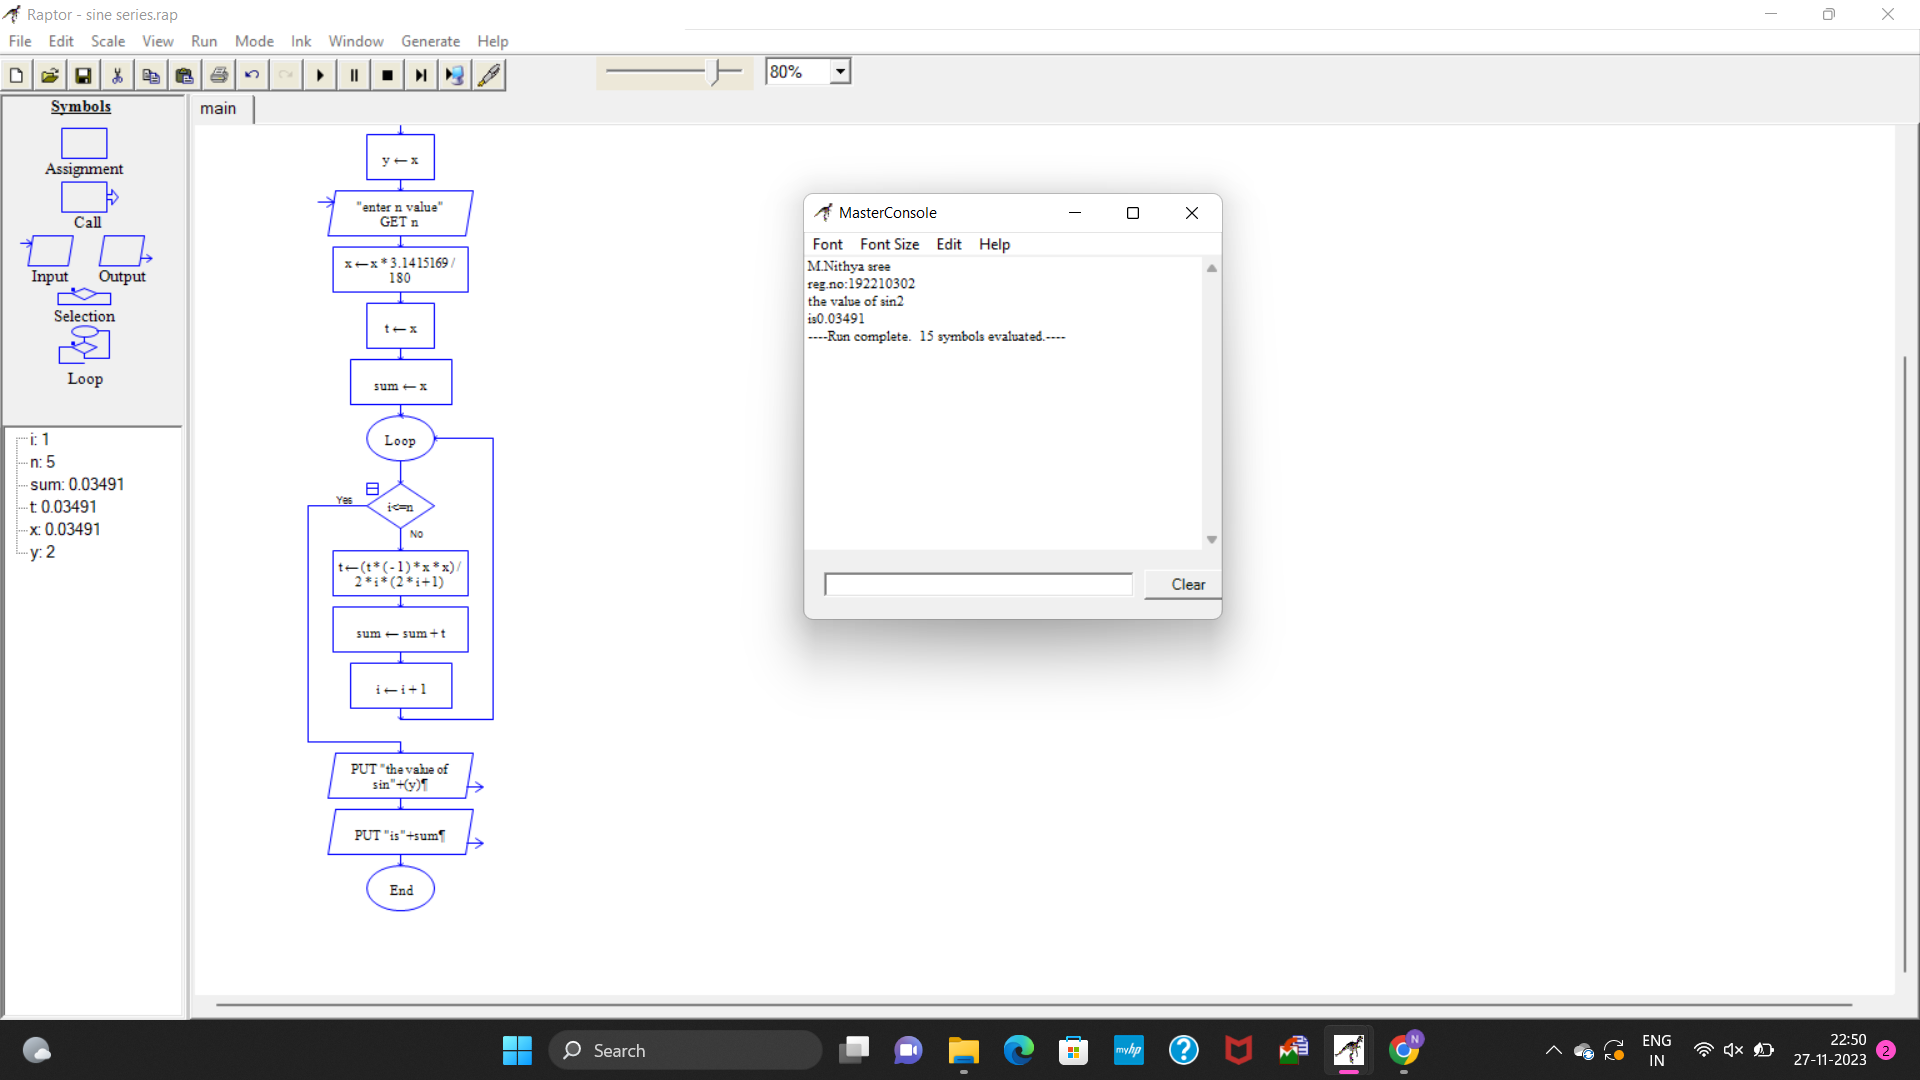 Raptor - sine series.rap
File Edit Scale View Run Mode Ink Window Generate Help
80%
Symbols
Assignment
Call
Input Output
Selection
Loop
i: 1
n: 5
sum: 0.03491
t: 0.03491
x: 0.03491
y: 2
main
y ← x
"enter n value"
GET n
x ← x * 3.1415169 /
180
t ← x
sum ← x
Loop
Yes
i<=n
No
t ← (t * (-1) * x * x) /
2 * i * (2 * i + 1)
sum ← sum + t
i ← i + 1
PUT "the value of
sin"+(y)¶
PUT "is"+sum¶
End
MasterConsole
Font Font Size Edit Help
M.Nithya sree
reg.no:192210302
the value of sin2
is0.03491
----Run complete. 15 symbols evaluated.----
Clear
Search
myhp
N
ENG
IN
22:50
27-11-2023
2